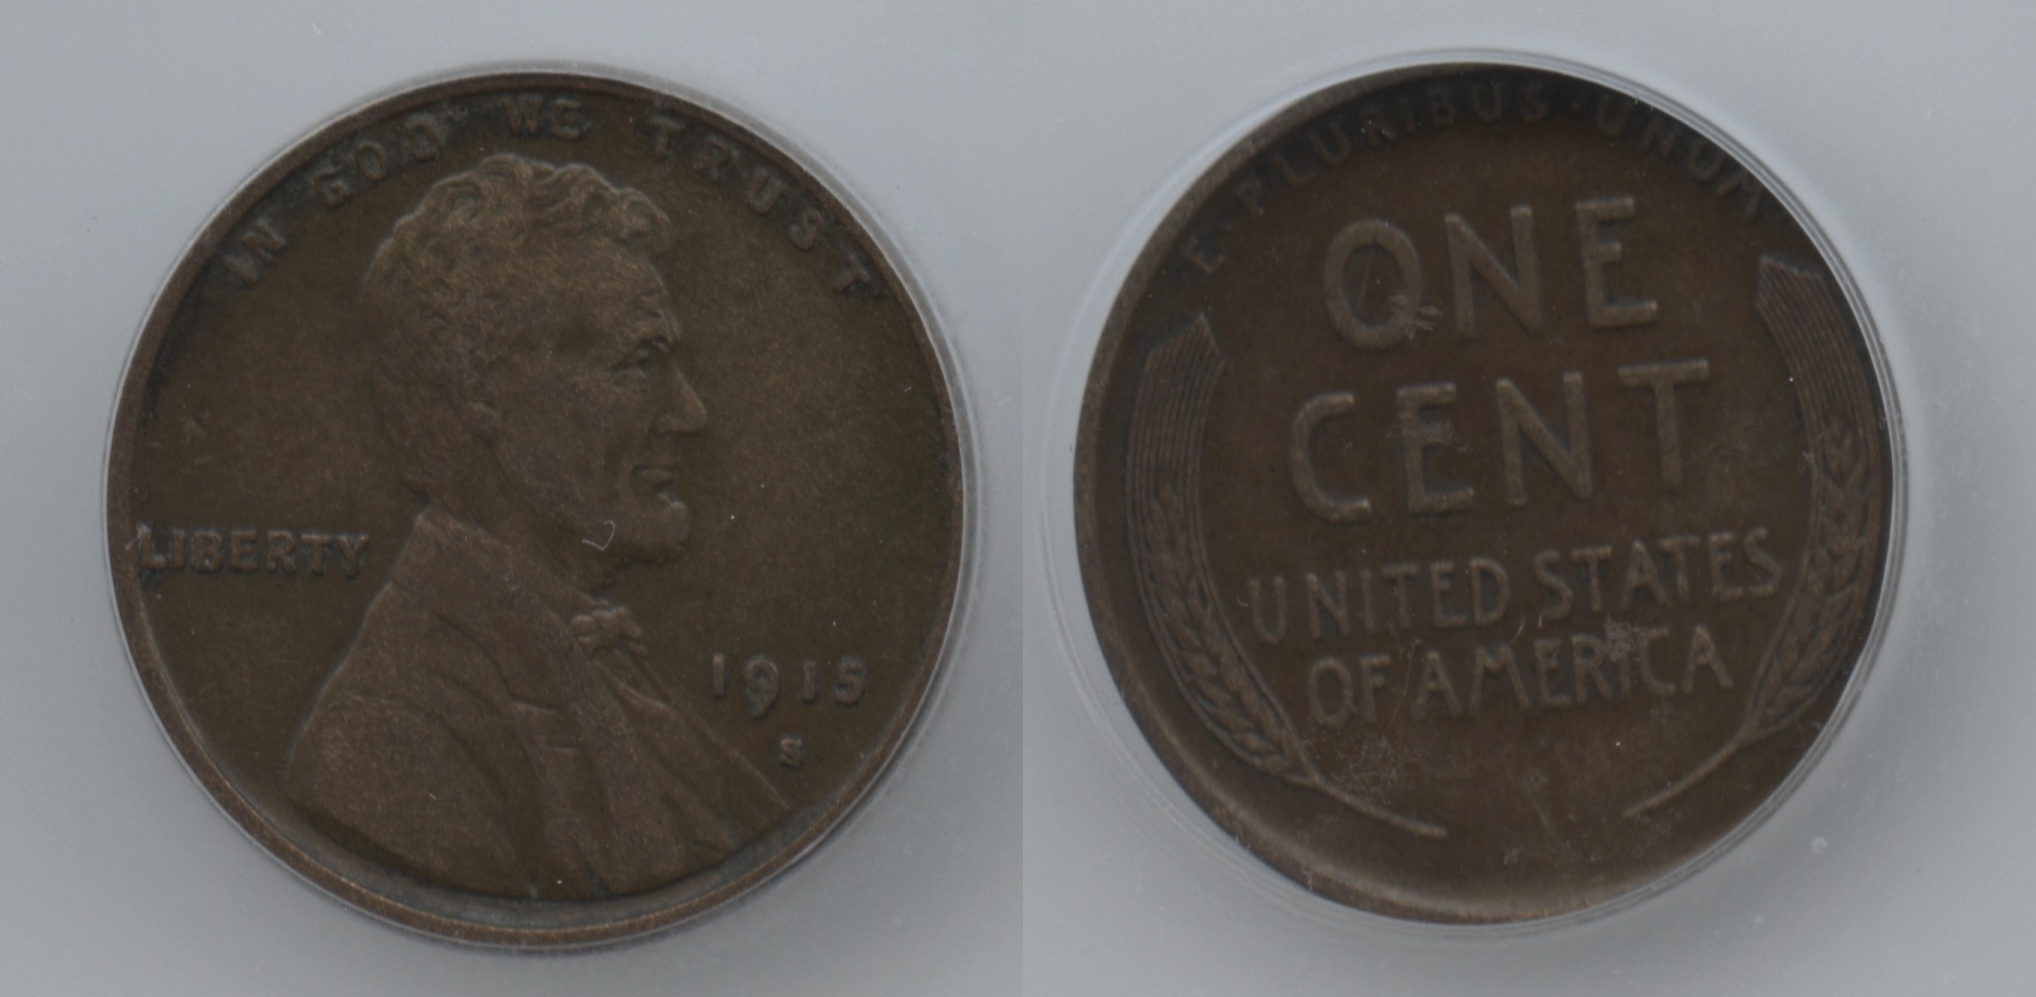 IN GOD WE TRUST
LIBERTY
1915
S
E·PLURIBUS·UNUM
ONE
CENT
UNITED STATES
OF AMERICA